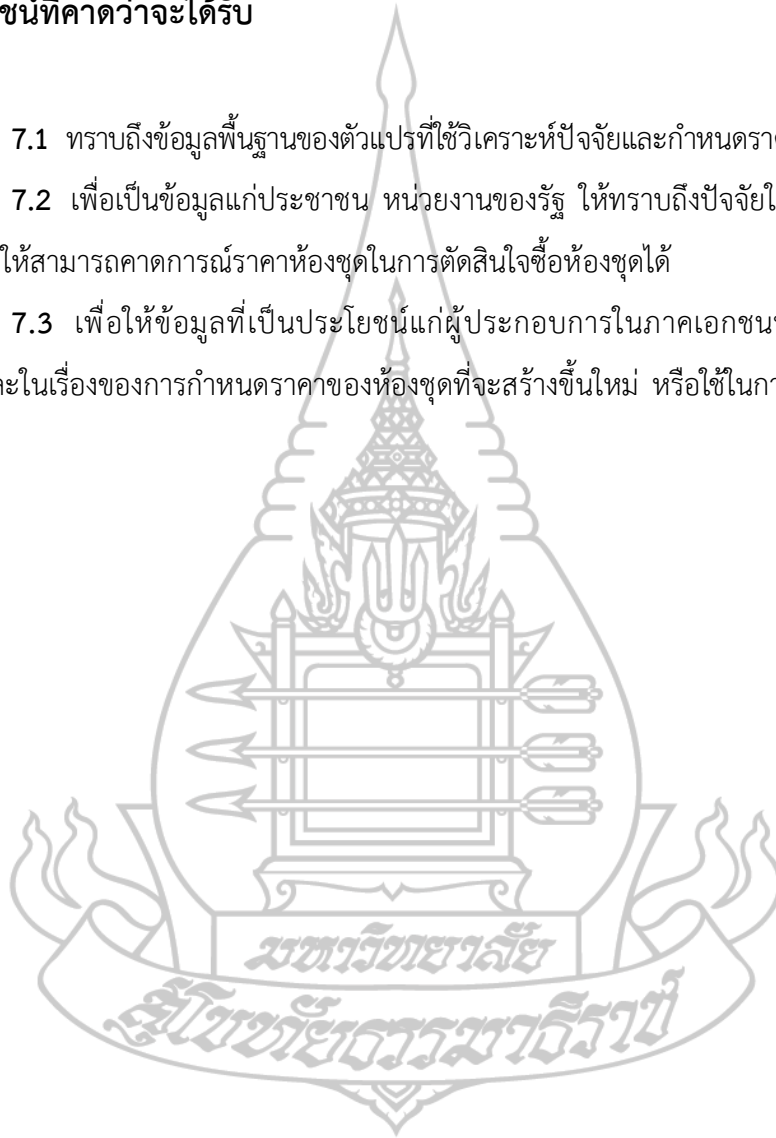 ชน์ที่คาดว่าจะได้รับ
7.1 ทราบถึงข้อมูลพื้นฐานของตัวแปรที่ใช้วิเคราะห์ปัจจัยและกำหนดราค
7.2 เพื่อเป็นข้อมูลแก่ประชาชน หน่วยงานของรัฐ ให้ทราบถึงปัจจัยใ
ให้สามารถคาดการณ์ราคาห้องชุดในการตัดสินใจซื้อห้องชุดได้
7.3 เพื่อให้ข้อมูลที่เป็นประโยชน์แก่ผู้ประกอบการในภาคเอกชน
ะในเรื่องของการกำหนดราคาของห้องชุดที่จะสร้างขึ้นใหม่ หรือใช้ในกา
มหาวิทยาลัย
สุโขทัยธรรมาธิราช